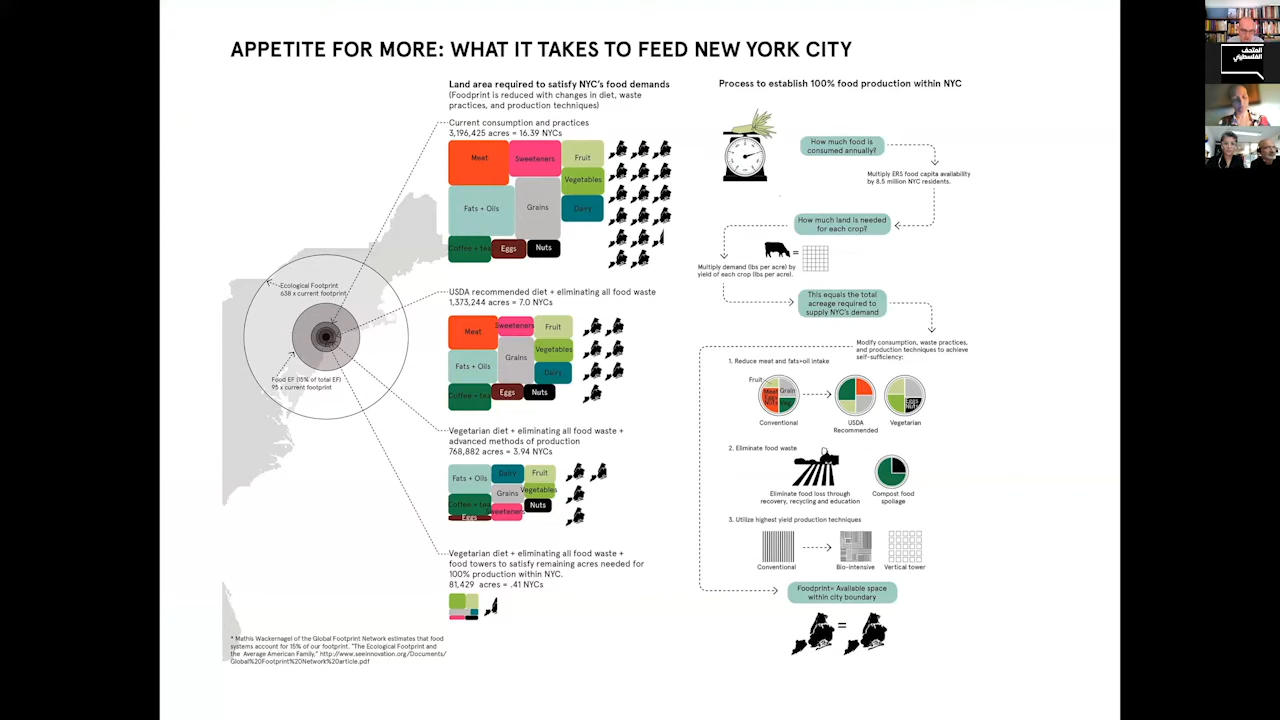 APPETITE FOR MORE: WHAT IT TAKES TO FEED NEW YORK CITY
Land area required to satisfy NYC's food demands
(Foodprint is reduced with changes in diet, waste
practices, and production techniques)
Current consumption and practices
3,196,425 acres = 16.39 NYCs
Meat
Sweeteners
Fruit
Vegetables
Fats + Oils
Grains
Dairy
Coffee + tea
Eggs
Nuts
Ecological Footprint
638 x current footprint
Food EF (15% of total EF)
95 x current footprint
USDA recommended diet + eliminating all food waste
1,373,244 acres = 7.0 NYCs
Meat
Sweeteners
Fruit
Vegetables
Grains
Fats + Oils
Dairy
Coffee + tea
Eggs
Nuts
Vegetarian diet + eliminating all food waste +
advanced methods of production
768,882 acres = 3.94 NYCs
Fats + Oils
Dairy
Fruit
Grains
Vegetables
Coffee + tea
Nuts
Sweeteners
Eggs
Vegetarian diet + eliminating all food waste +
food towers to satisfy remaining acres needed for
100% production within NYC.
81,429 acres = .41 NYCs
* Mathis Wackernagel of the Global Footprint Network estimates that food
systems account for 15% of our footprint. "The Ecological Footprint and
the Average American Family," http://www.seeinnovation.org/Documents/
Global%20Footprint%20Network%20article.pdf
Process to establish 100% food production within NYC
How much food is
consumed annually?
Multiply ERS food capita availability
by 8.5 million NYC residents.
How much land is needed
for each crop?
=
Multiply demand (lbs per acre) by
yield of each crop (lbs per acre).
This equals the total
acreage required to
supply NYC's demand
Modify consumption, waste practices,
and production techniques to achieve
self-sufficiency:
1. Reduce meat and fats+oil intake
Fruit
Meat
Eggs
Nuts
Grain
Veg
Eggs
Nuts
Conventional
USDA
Recommended
Vegetarian
2. Eliminate food waste
Eliminate food loss through
recovery, recycling and education
Compost food
spoilage
3. Utilize highest yield production techniques
Conventional
Bio-intensive
Vertical tower
Foodprint= Available space
within city boundary
=
المتحف
الفلسطيني